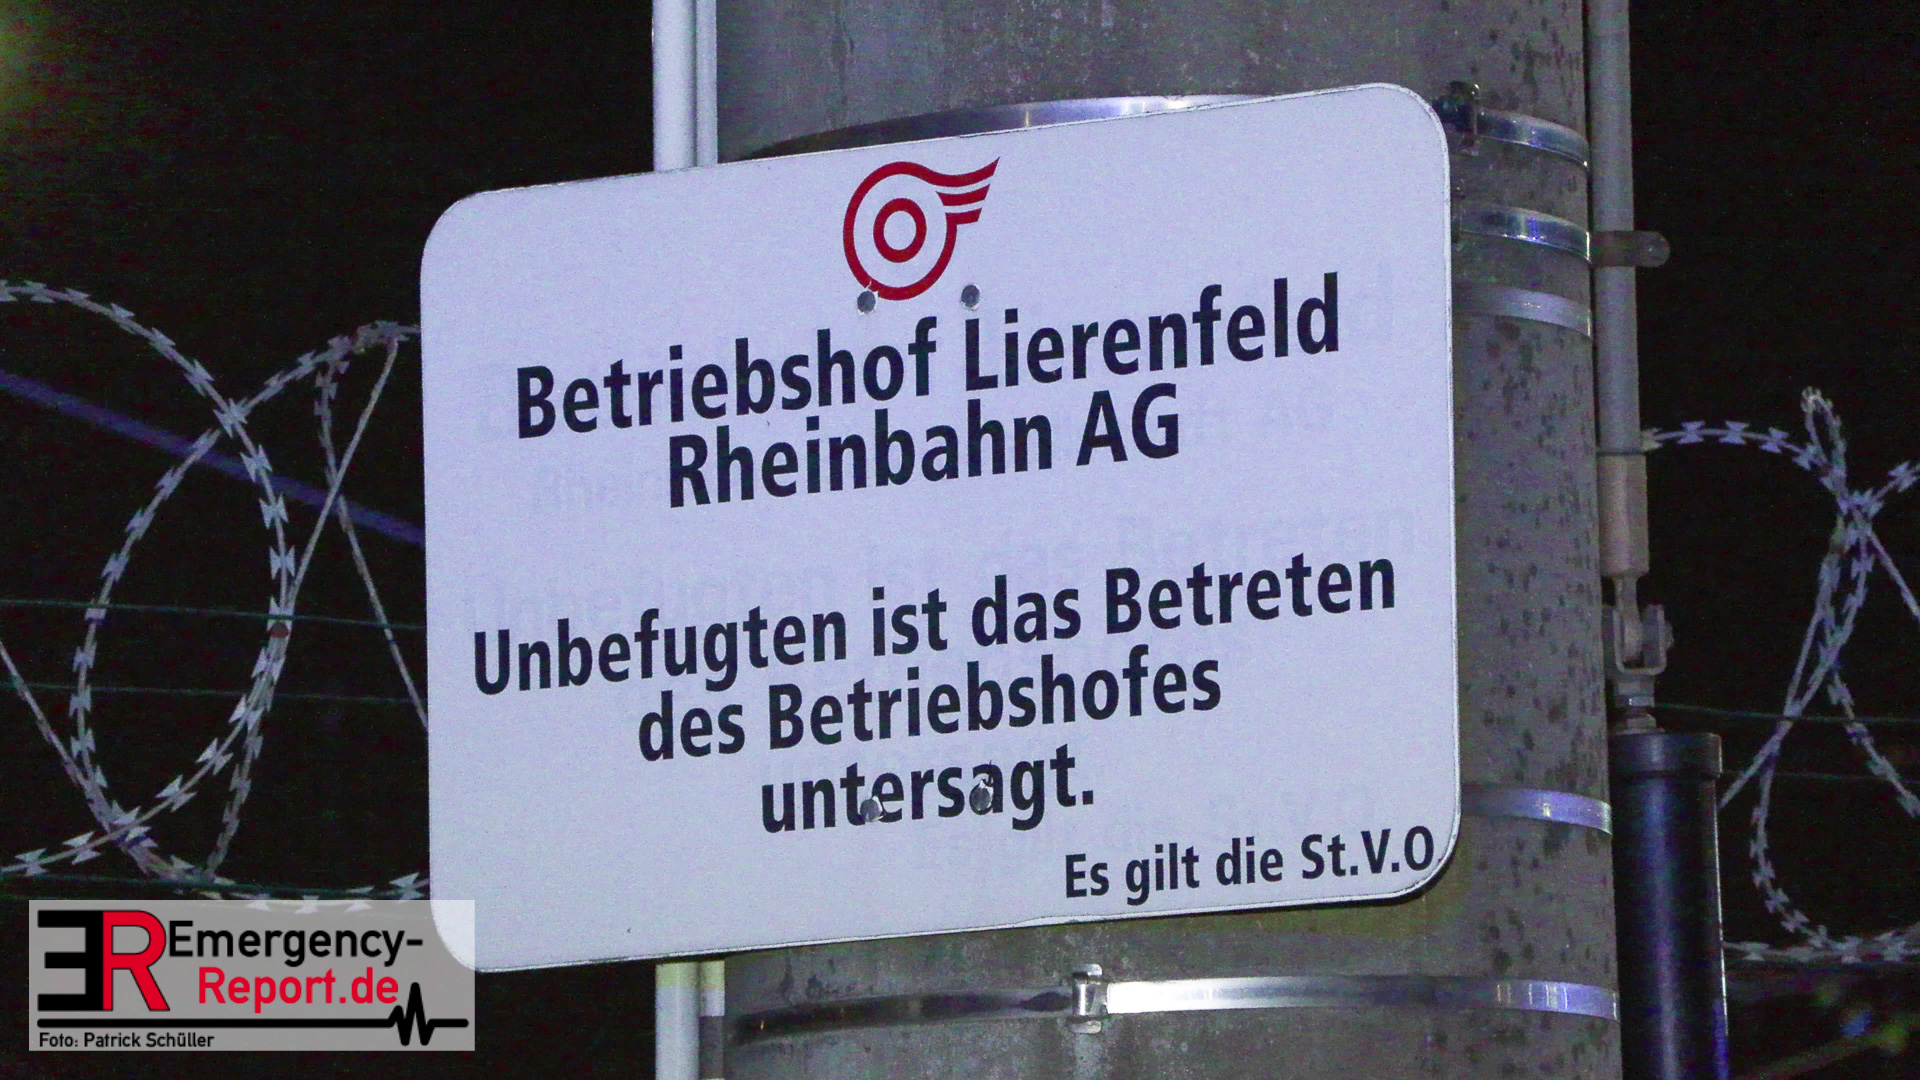 Betriebshof Lierenfeld
Rheinbahn AG
Unbefugten ist das Betreten
des Betriebshofes
untersagt.
Es gilt die St.V.O
ER Emergency-
Report.de
Foto: Patrick Schüller